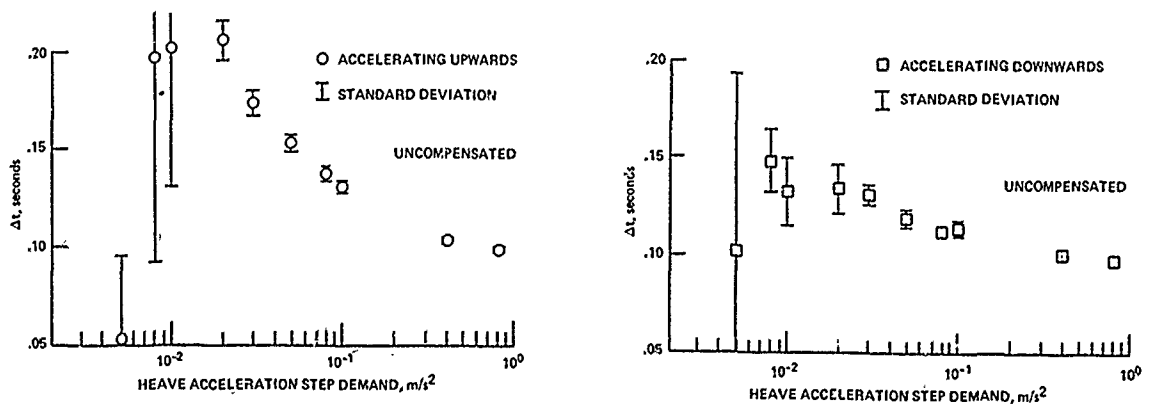 .20
.15
.10
.05
Δt, seconds
ACCELERATING UPWARDS
STANDARD DEVIATION
UNCOMPENSATED
10⁻²
10⁻¹
10⁰
HEAVE ACCELERATION STEP DEMAND, m/s²
.20
.15
.10
.05
Δt, seconds
ACCELERATING DOWNWARDS
STANDARD DEVIATION
UNCOMPENSATED
10⁻²
10⁻¹
10⁰
HEAVE ACCELERATION STEP DEMAND, m/s²